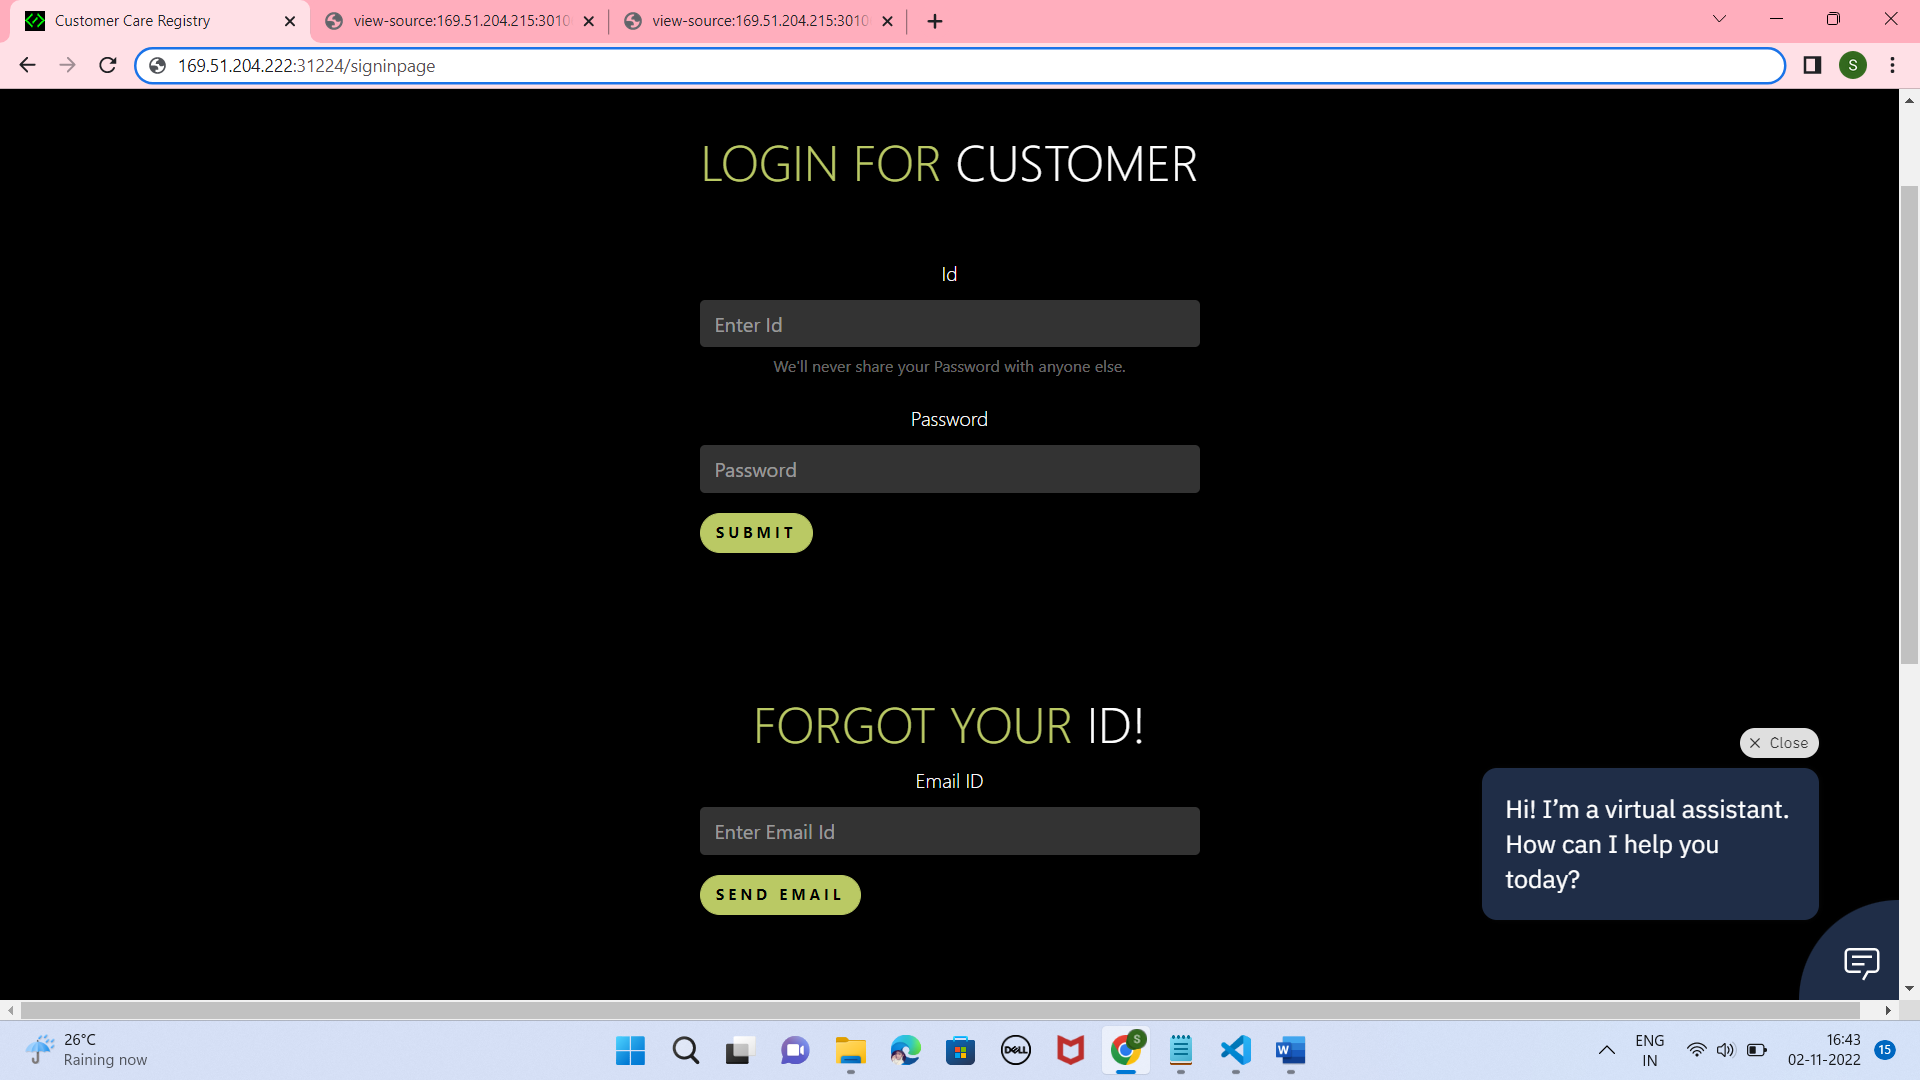 Customer Care Registry
view-source:169.51.204.215:3010
view-source:169.51.204.215:3010
169.51.204.222:31224/signinpage
S
LOGIN FOR CUSTOMER
Id
Enter Id
We'll never share your Password with anyone else.
Password
Password
SUBMIT
FORGOT YOUR ID!
Email ID
Enter Email Id
SEND EMAIL
Close
Hi! I’m a virtual assistant.
How can I help you
today?
26°C
Raining now
DELL
S
W
ENG
IN
16:43
02-11-2022
15